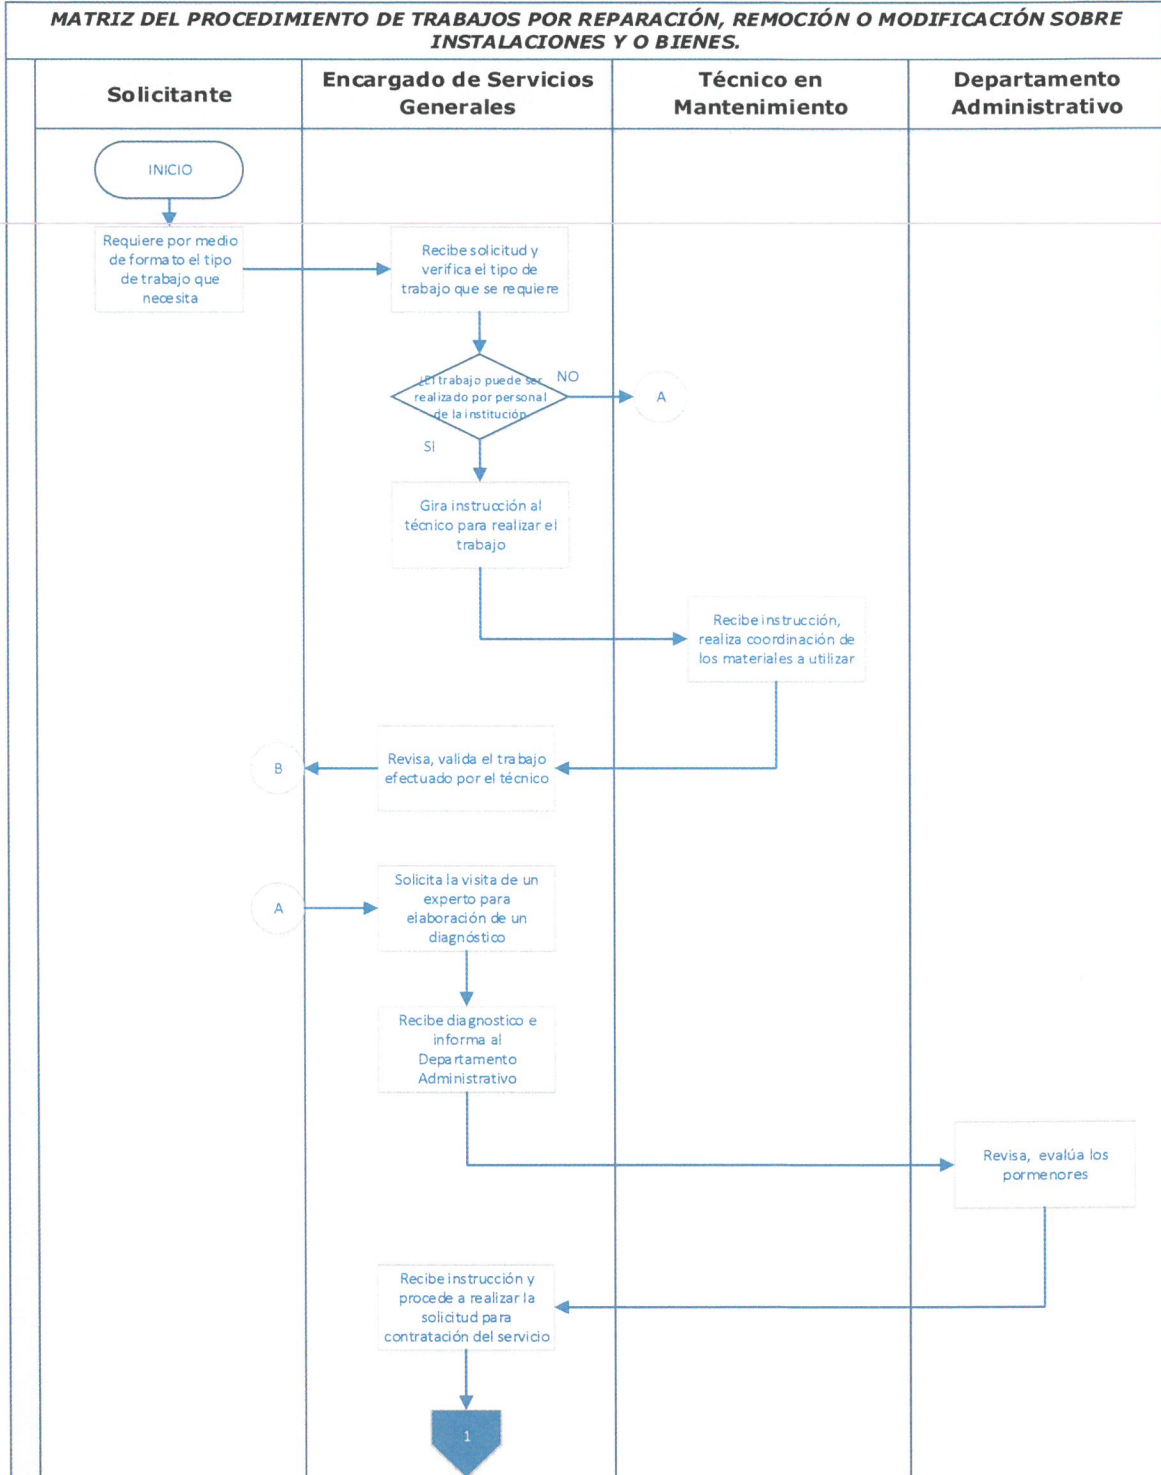 MATRIZ DEL PROCEDIMIENTO DE TRABAJOS POR REPARACIÓN, REMOCIÓN O MODIFICACIÓN SOBRE
INSTALACIONES Y O BIENES.
Solicitante
Encargado de Servicios
Generales
Técnico en
Mantenimiento
Departamento
Administrativo
INICIO
Requiere por medio
de formato el tipo
de trabajo que
necesita
Recibe solicitud y
verifica el tipo de
trabajo que se requiere
¿El trabajo puede ser
realizado por personal
de la institución
NO
A
SI
Gira instrucción al
técnico para realizar el
trabajo
Recibe instrucción,
realiza coordinación de
los materiales a utilizar
B
Revisa, valida el trabajo
efectuado por el técnico
A
Solicita la visita de un
experto para
elaboración de un
diagnóstico
Recibe diagnostico e
informa al
Departamento
Administrativo
Revisa, evalúa los
pormenores
Recibe instrucción y
procede a realizar la
solicitud para
contratación del servicio
1